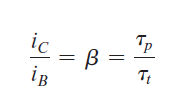 i_C / i_B = β = τ_p / τ_t